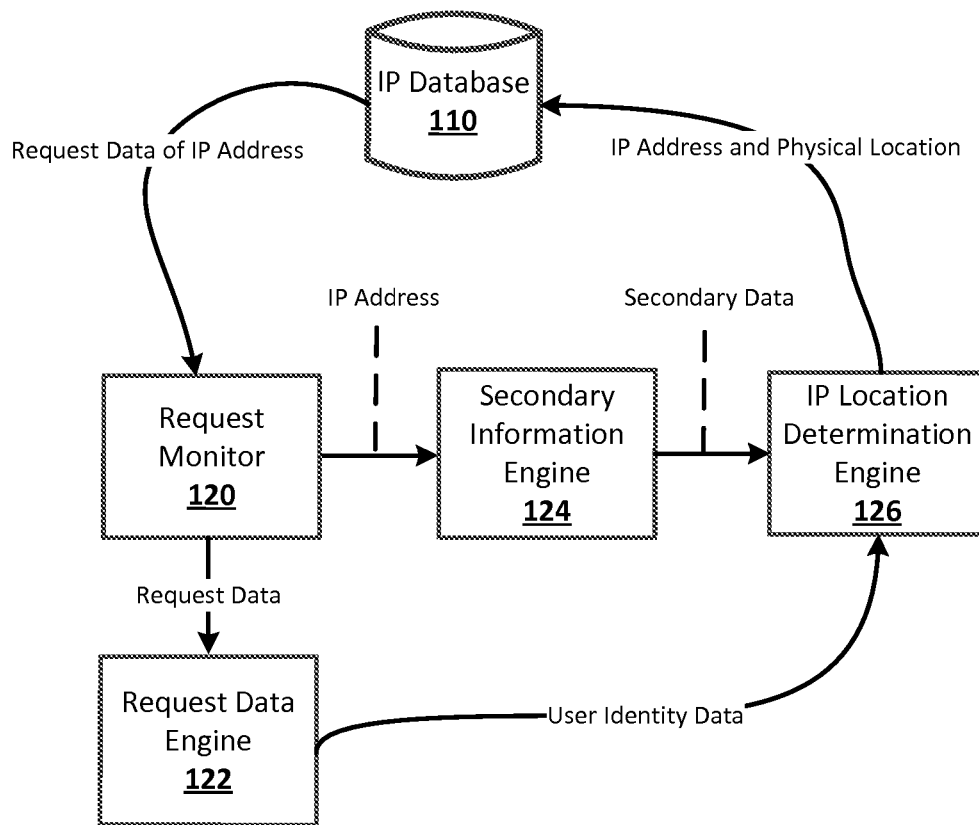 IP Database
110
Request Data of IP Address
IP Address and Physical Location
IP Address
Secondary Data
Request
Monitor
120
Secondary
Information
Engine
124
IP Location
Determination
Engine
126
Request Data
Request Data
Engine
122
User Identity Data